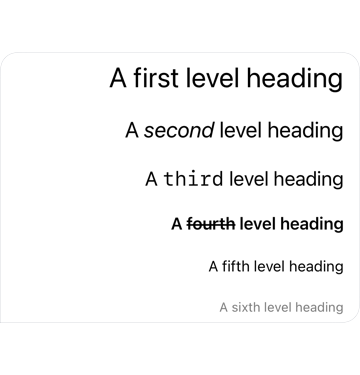 A first level heading
A second level heading
A third level heading
A fourth level heading
A fifth level heading
A sixth level heading